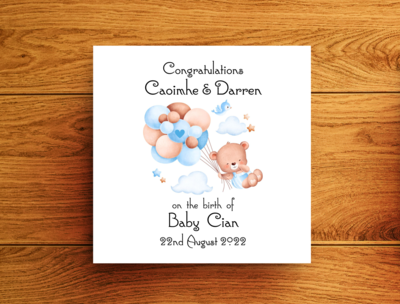 Congratulations
Caoimhe & Darren
on the birth of
Baby Cian
22nd August 2022